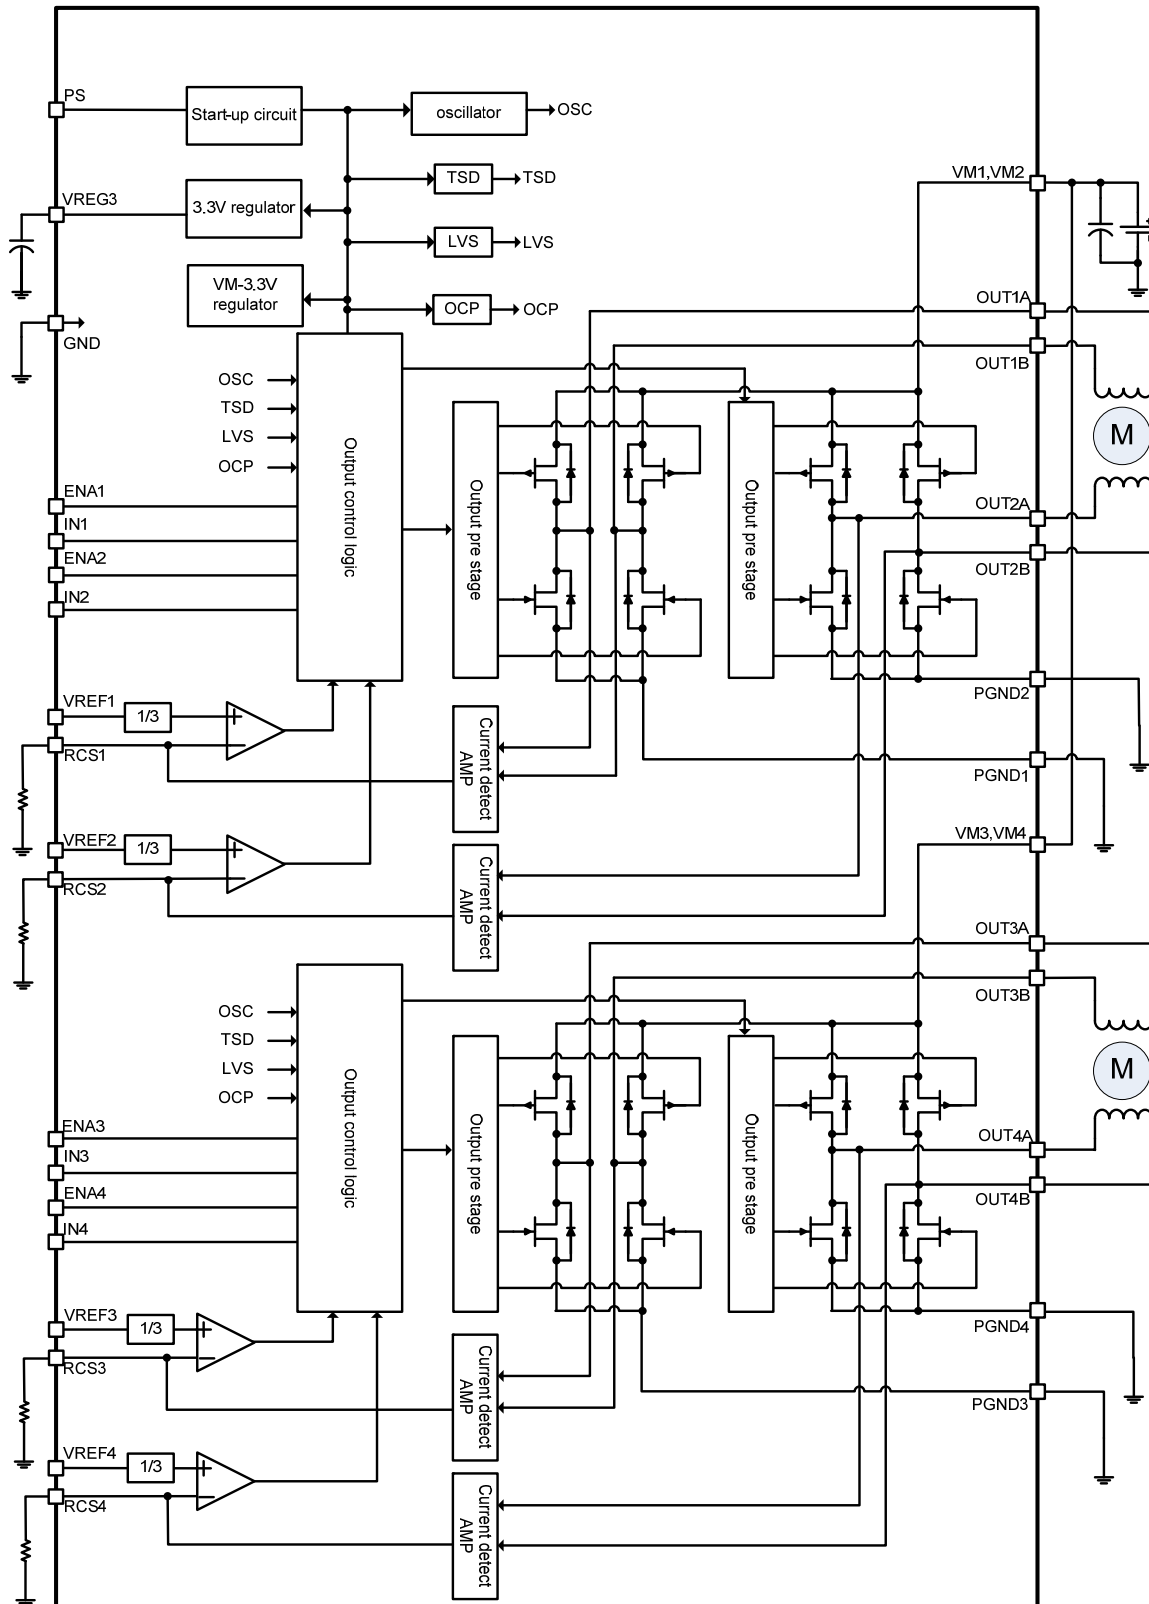 PS
Start-up circuit
oscillator
OSC
TSD
TSD
VM1,VM2
VREG3
3.3V regulator
LVS
LVS
VM-3.3V
regulator
OCP
OCP
OUT1A
GND
OUT1B
OSC
TSD
LVS
OCP
Output control logic
Output pre stage
Output pre stage
M
ENA1
IN1
ENA2
IN2
OUT2A
OUT2B
VREF1
1/3
+
−
RCS1
Current detect
AMP
PGND2
PGND1
VREF2
1/3
+
−
RCS2
Current detect
AMP
VM3,VM4
OUT3A
OUT3B
OSC
TSD
LVS
OCP
Output control logic
Output pre stage
Output pre stage
M
ENA3
IN3
ENA4
IN4
OUT4A
OUT4B
VREF3
1/3
+
−
RCS3
Current detect
AMP
PGND4
PGND3
VREF4
1/3
+
−
RCS4
Current detect
AMP